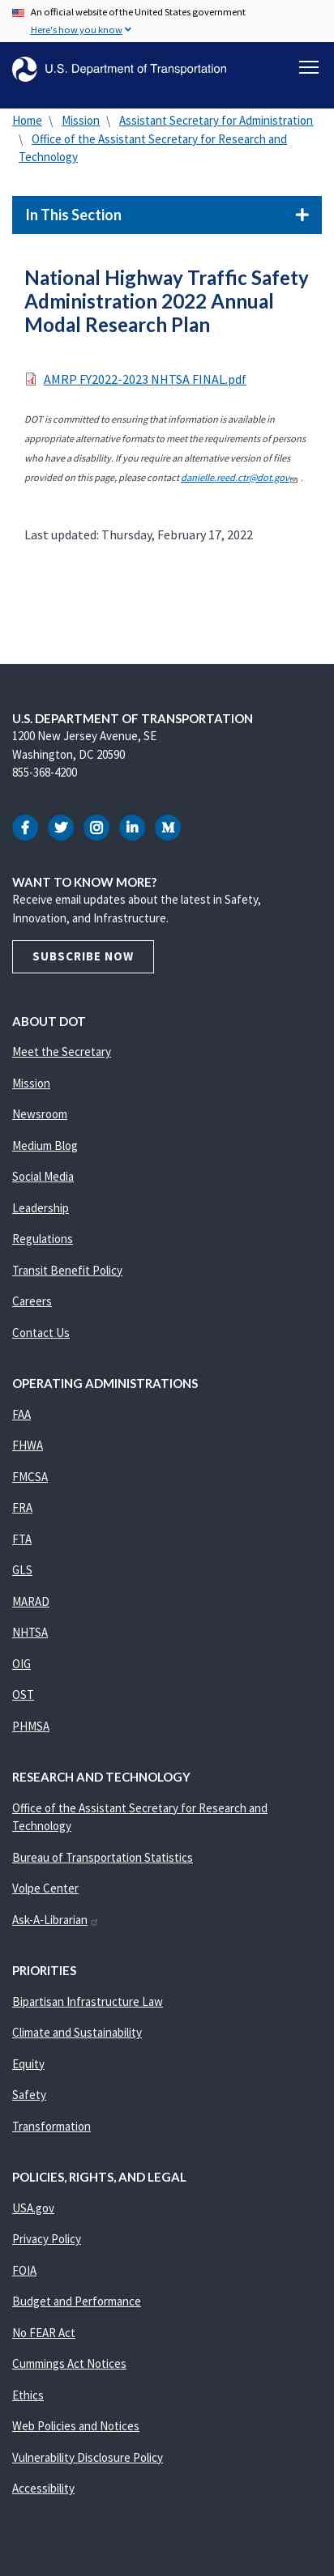 An official website of the United States government
Here's how you know
U.S. Department of Transportation
Home \ Mission \ Assistant Secretary for Administration
\ Office of the Assistant Secretary for Research and
Technology
In This Section
National Highway Traffic Safety
Administration 2022 Annual
Modal Research Plan
AMRP FY2022-2023 NHTSA FINAL.pdf
DOT is committed to ensuring that information is available in
appropriate alternative formats to meet the requirements of persons
who have a disability. If you require an alternative version of files
provided on this page, please contact danielle.reed.ctr@dot.gov .
Last updated: Thursday, February 17, 2022
U.S. DEPARTMENT OF TRANSPORTATION
1200 New Jersey Avenue, SE
Washington, DC 20590
855-368-4200
WANT TO KNOW MORE?
Receive email updates about the latest in Safety,
Innovation, and Infrastructure.
SUBSCRIBE NOW
ABOUT DOT
Meet the Secretary
Mission
Newsroom
Medium Blog
Social Media
Leadership
Regulations
Transit Benefit Policy
Careers
Contact Us
OPERATING ADMINISTRATIONS
FAA
FHWA
FMCSA
FRA
FTA
GLS
MARAD
NHTSA
OIG
OST
PHMSA
RESEARCH AND TECHNOLOGY
Office of the Assistant Secretary for Research and
Technology
Bureau of Transportation Statistics
Volpe Center
Ask-A-Librarian
PRIORITIES
Bipartisan Infrastructure Law
Climate and Sustainability
Equity
Safety
Transformation
POLICIES, RIGHTS, AND LEGAL
USA.gov
Privacy Policy
FOIA
Budget and Performance
No FEAR Act
Cummings Act Notices
Ethics
Web Policies and Notices
Vulnerability Disclosure Policy
Accessibility